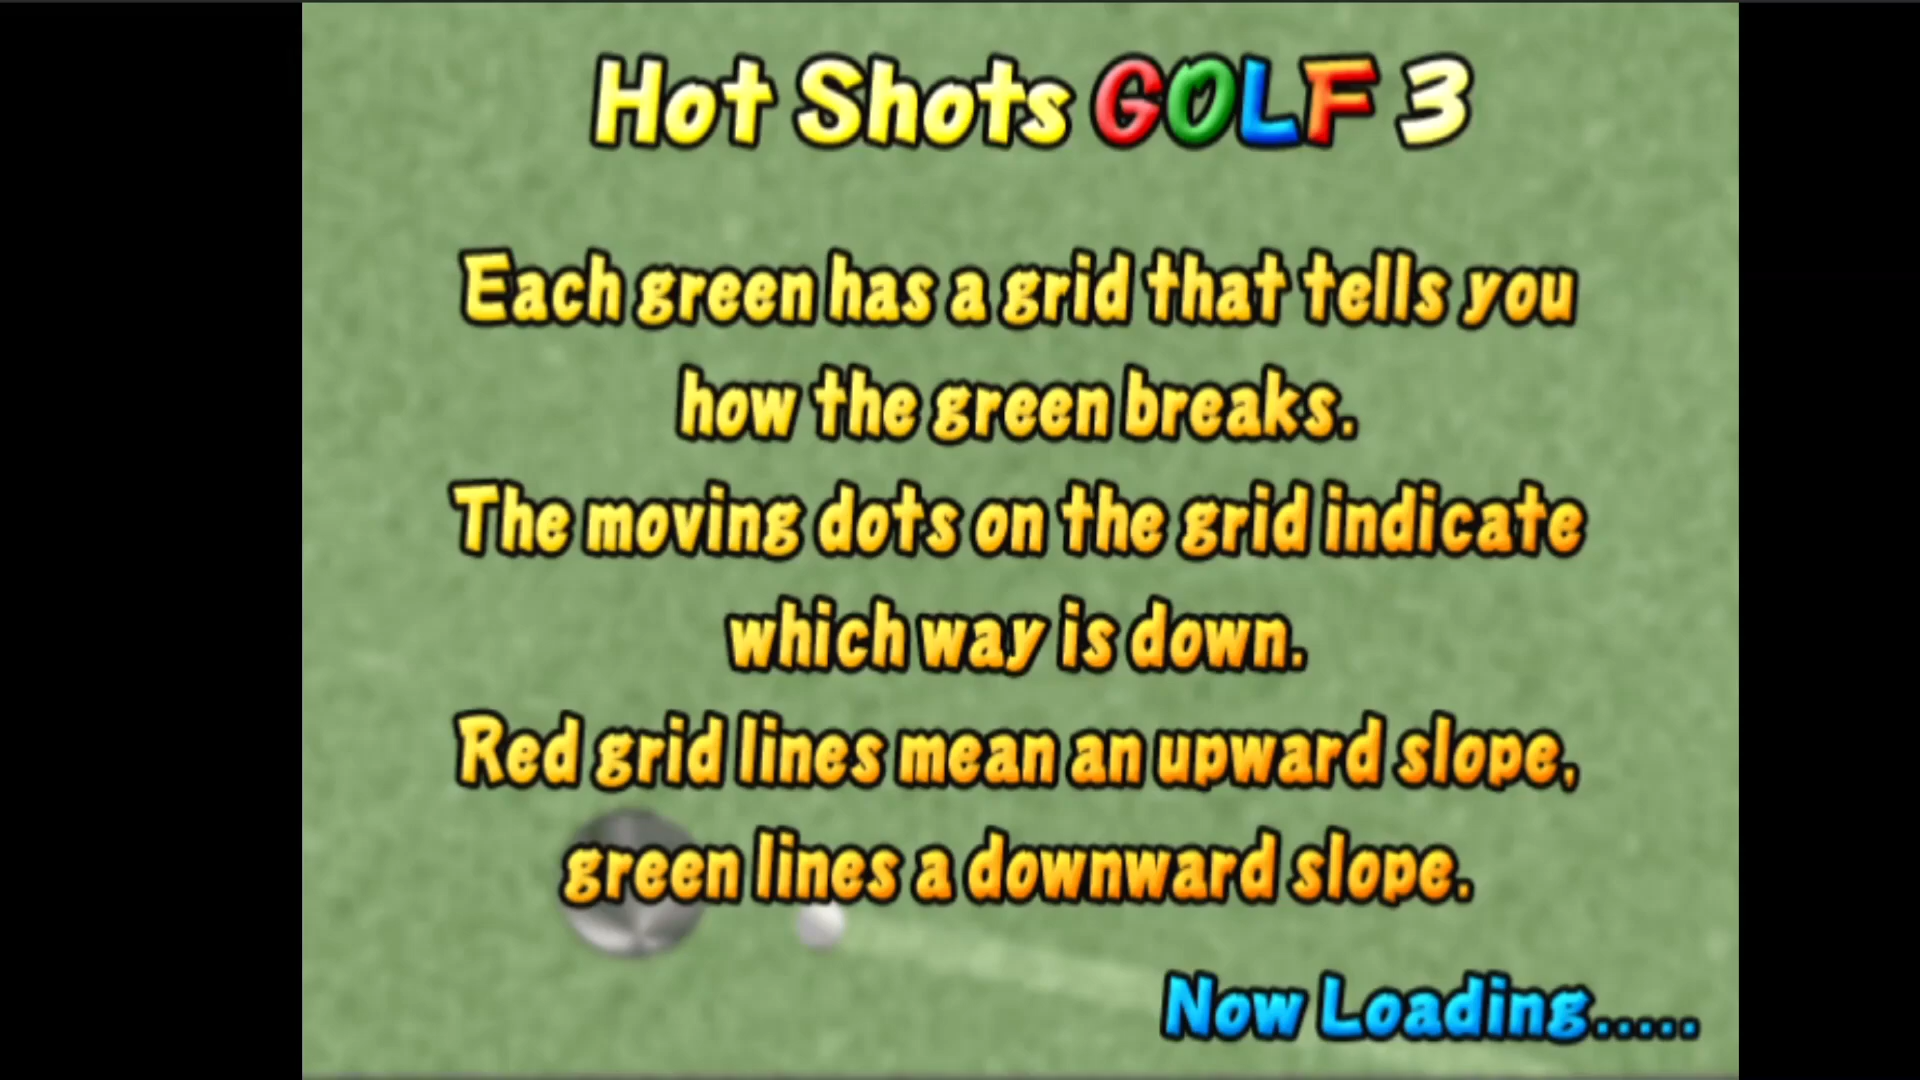 Hot Shots GOLF 3
Each green has a grid that tells you
how the green breaks.
The moving dots on the grid indicate
which way is down.
Red grid lines mean an upward slope,
green lines a downward slope.
Now Loading.....